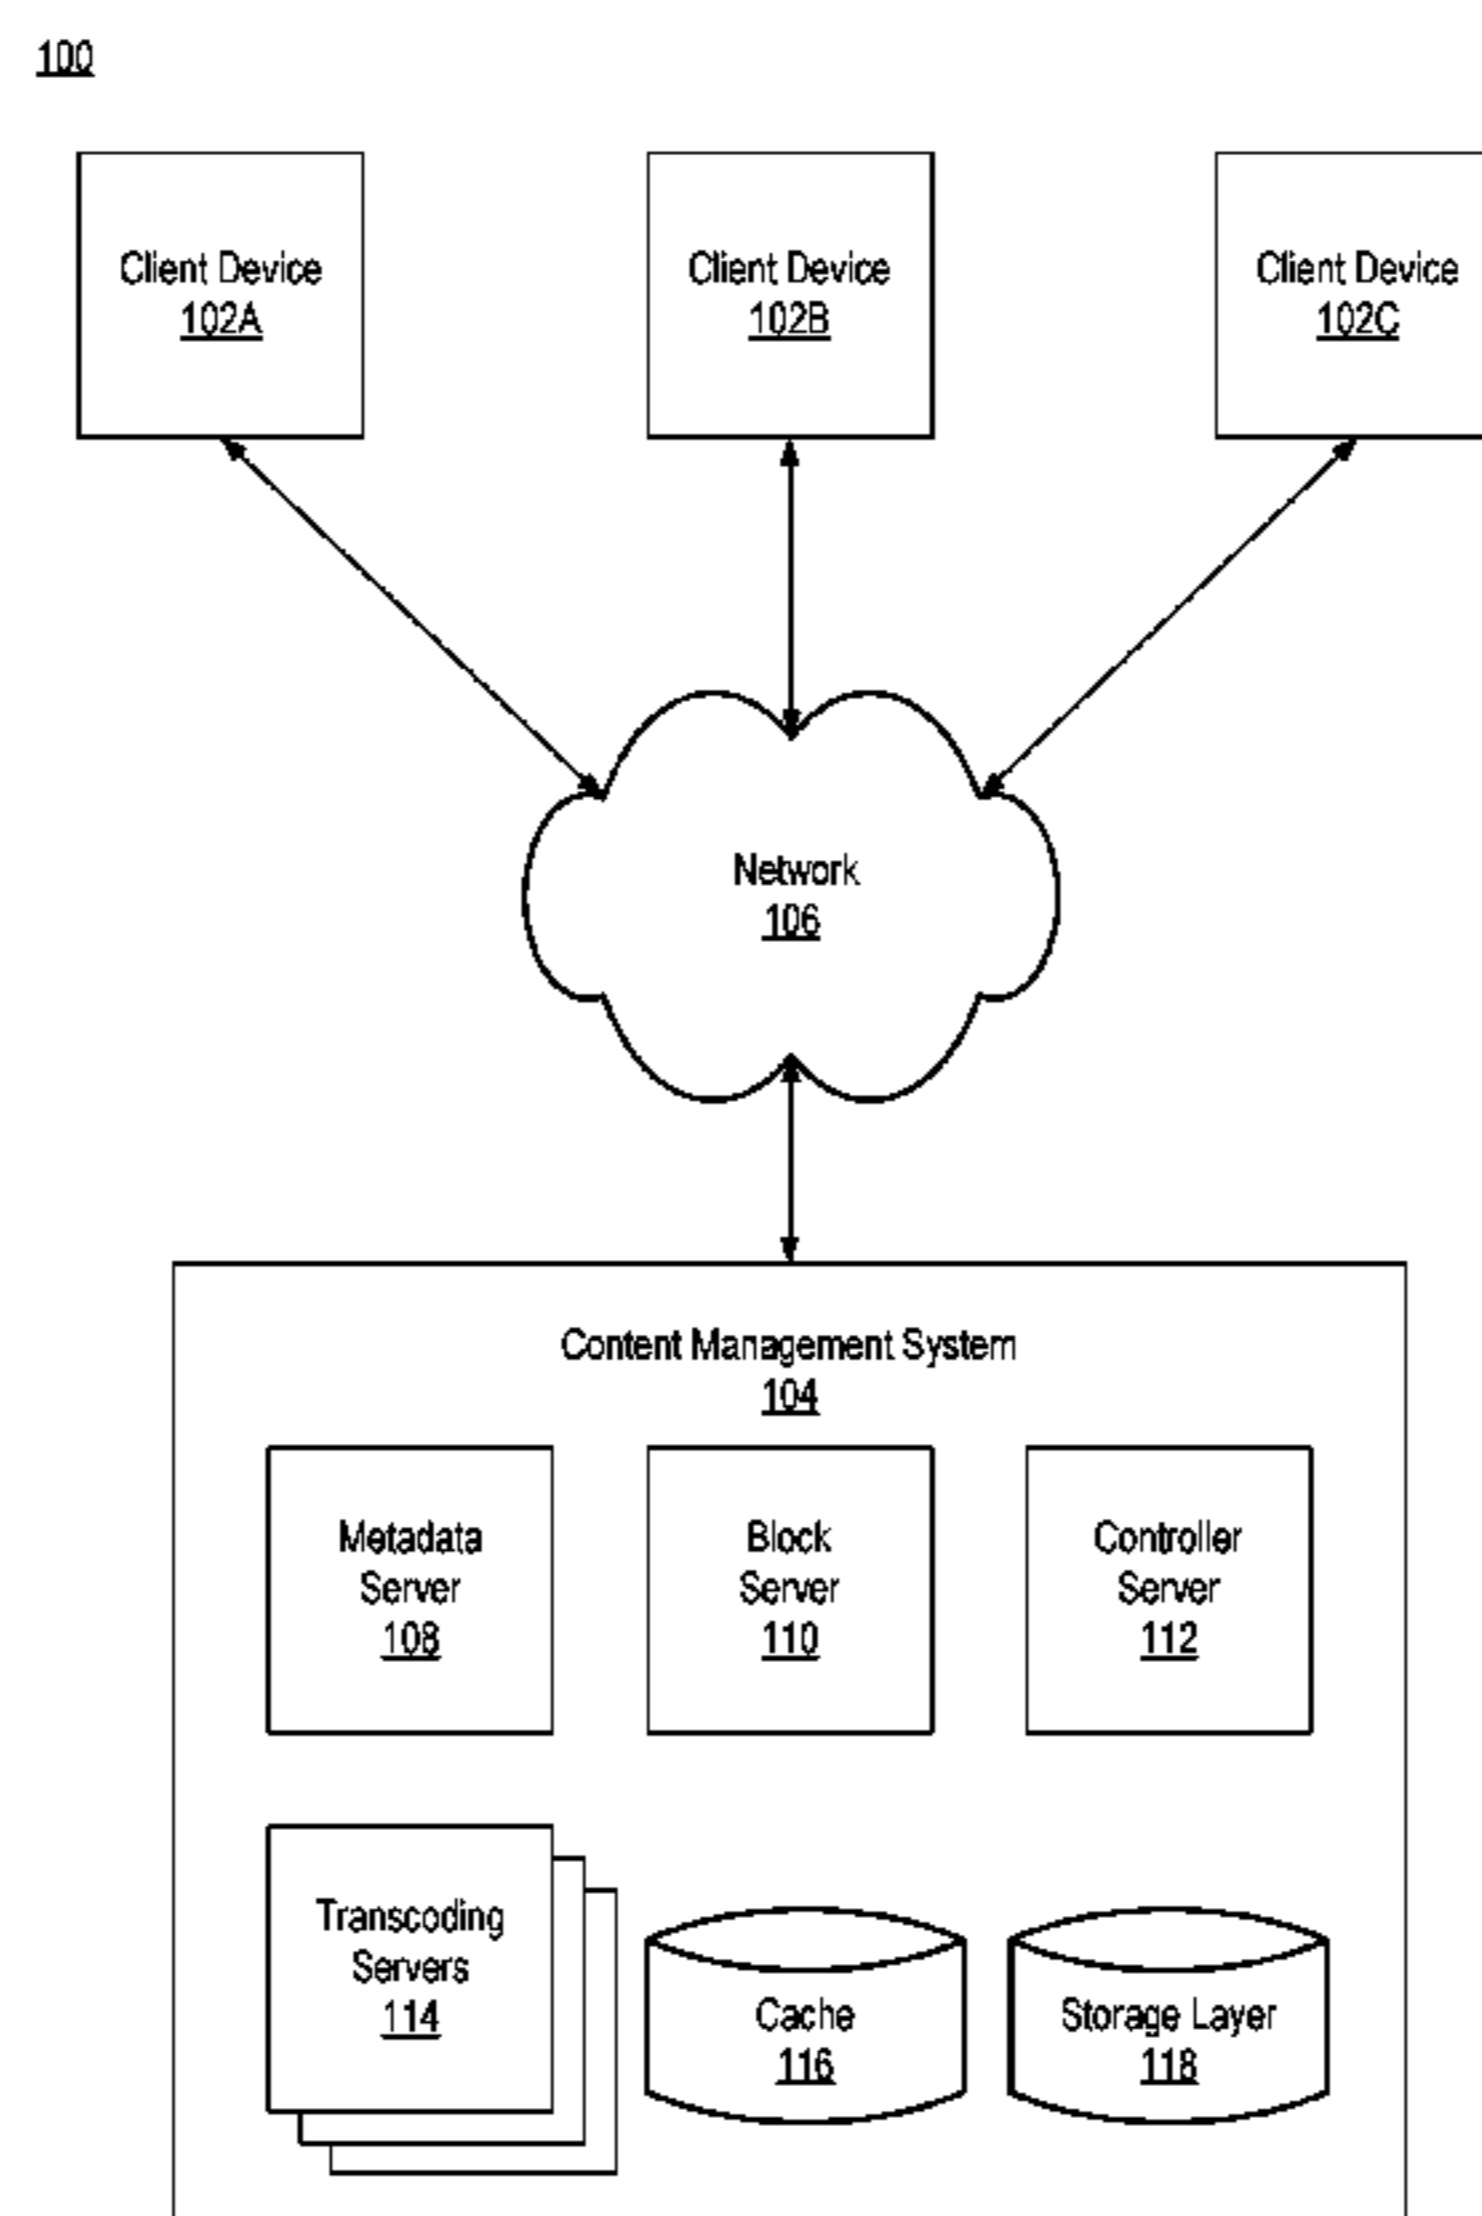 100
Client Device
102A
Client Device
102B
Client Device
102C
Network
106
Content Management System
104
Metadata
Server
108
Block
Server
110
Controller
Server
112
Transcoding
Servers
114
Cache
116
Storage Layer
118